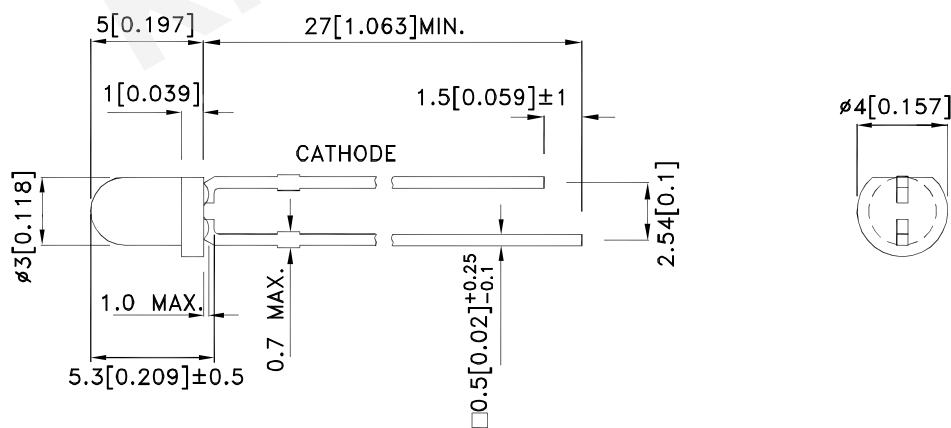 5[0.197]
27[1.063]MIN.
1[0.039]
1.5[0.059]±1
ø4[0.157]
CATHODE
ø3[0.118]
2.54[0.1]
1.0 MAX.
0.7 MAX.
□0.5[0.02]+0.25 -0.1
5.3[0.209]±0.5